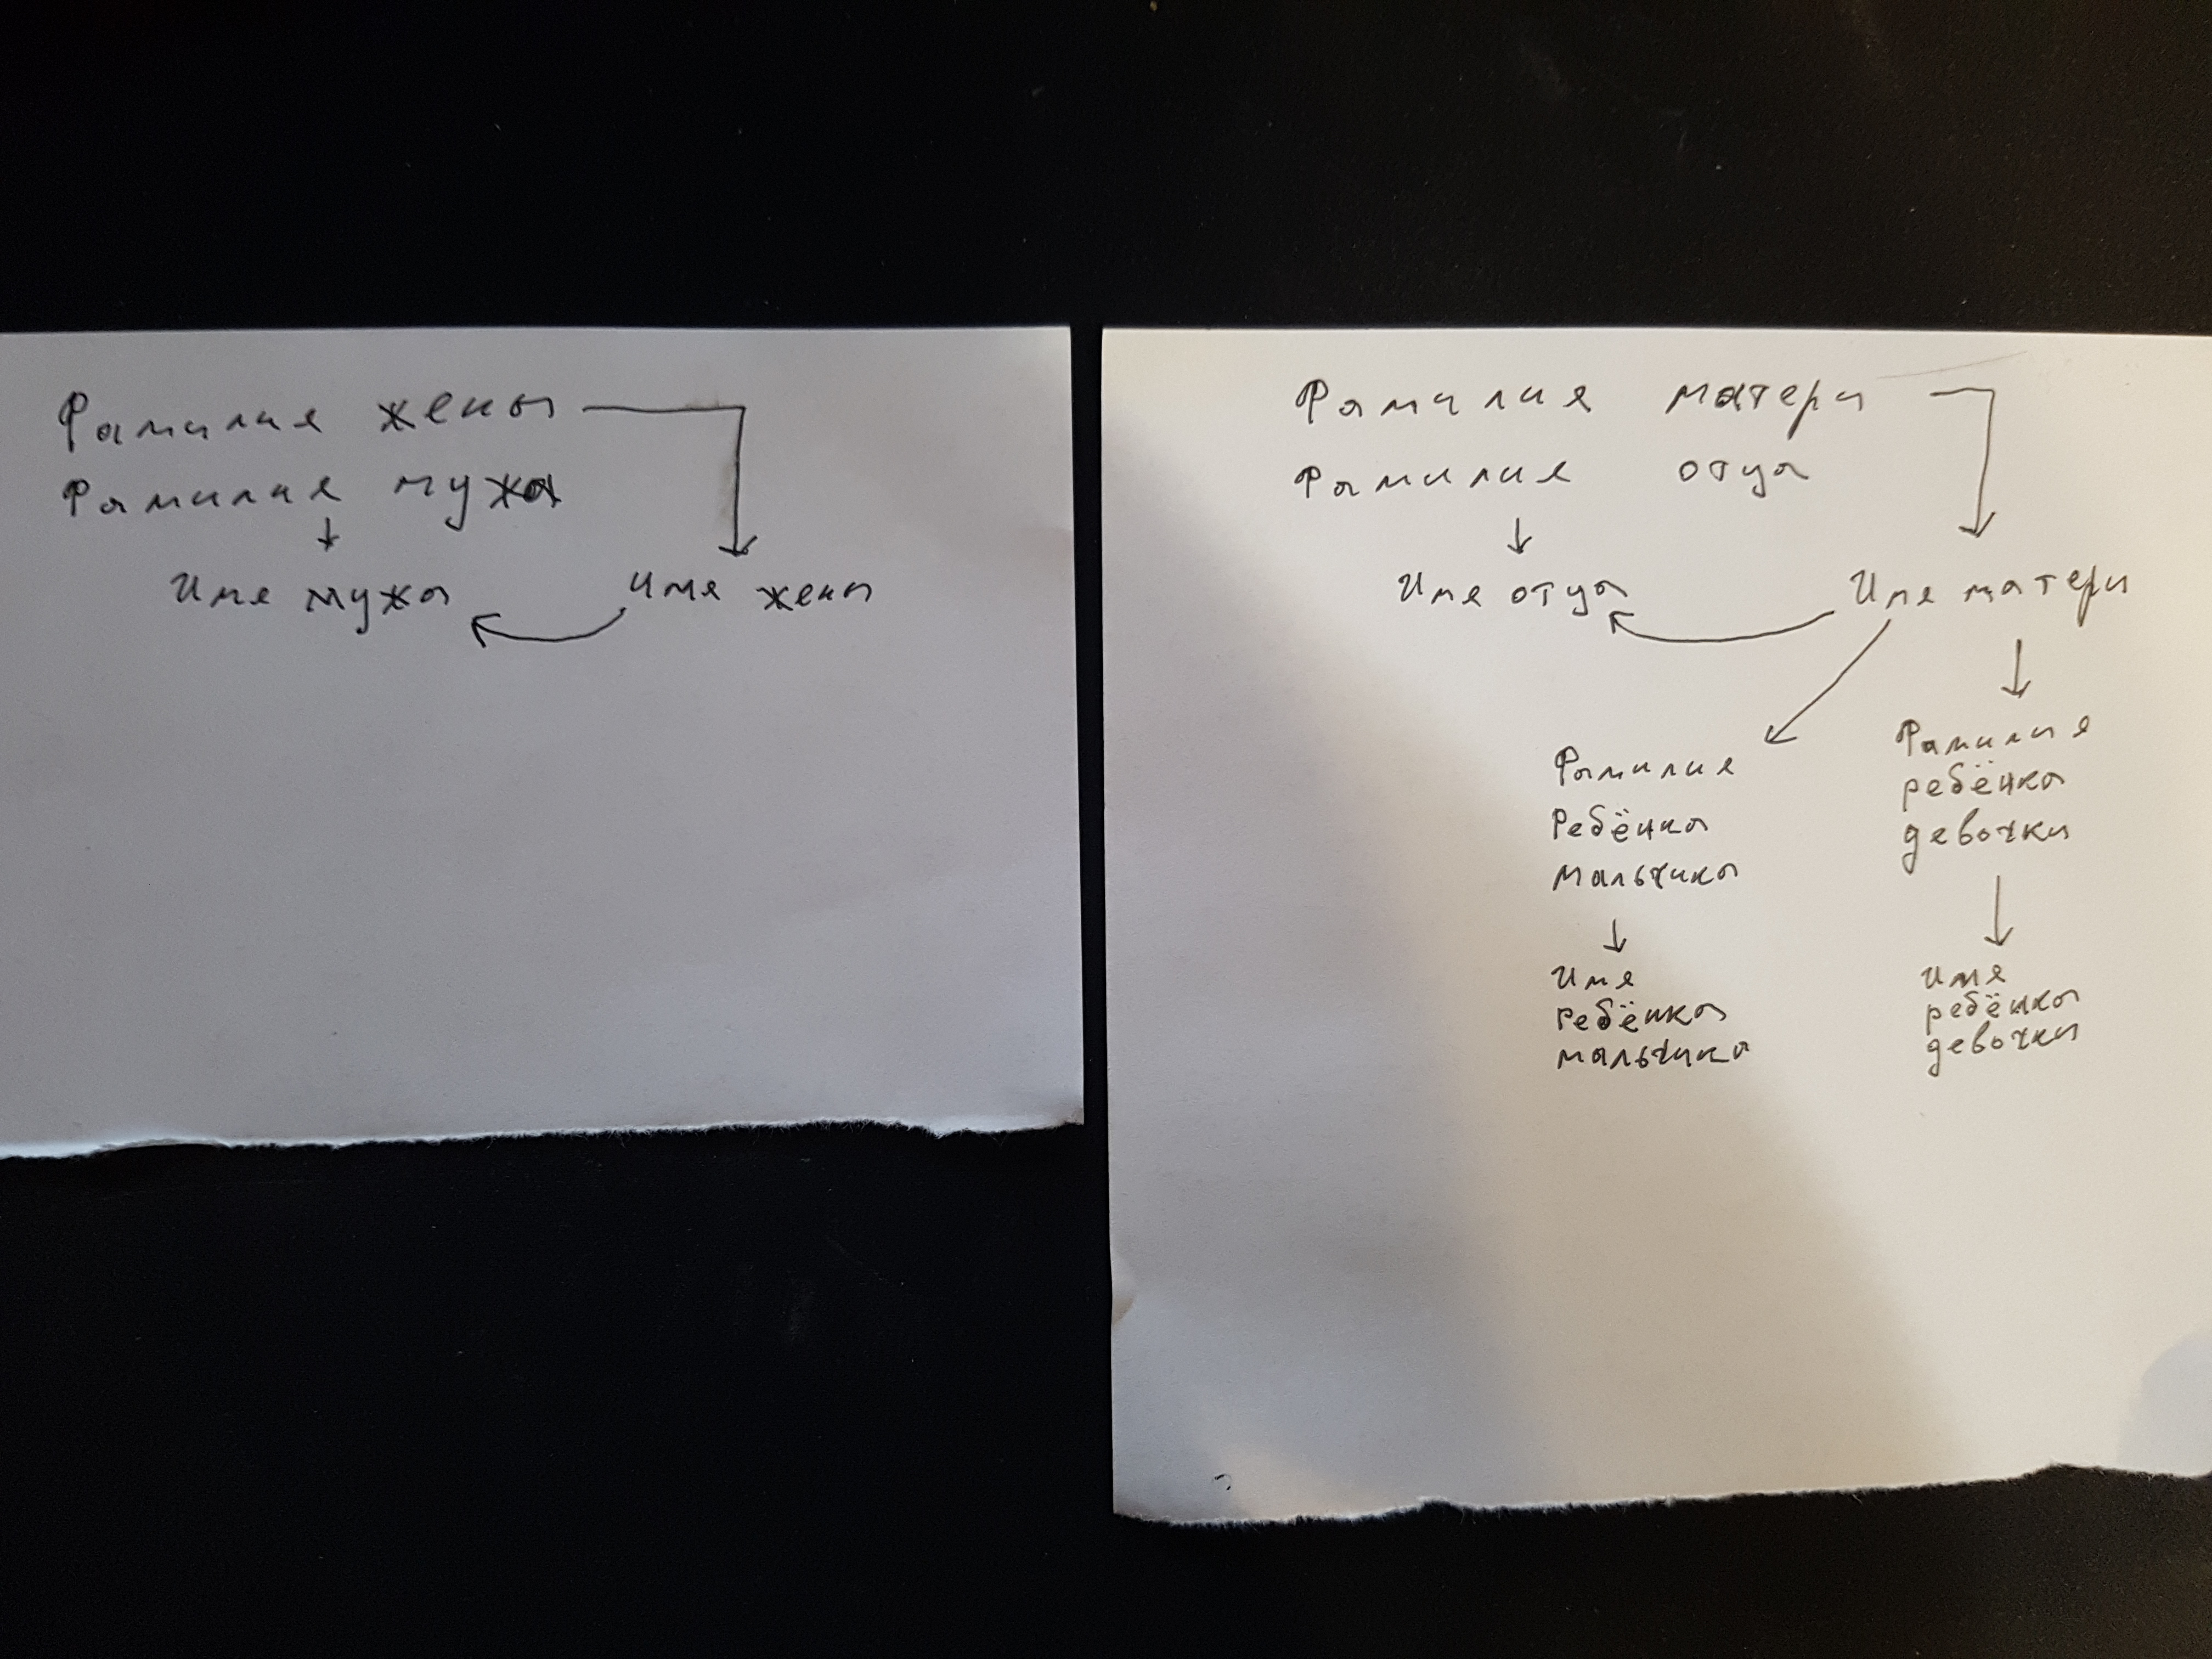 Фамилия жены
Фамилия мужа
Имя мужа
Имя жены
Фамилия матери
Фамилия отца
Имя отца
Имя матери
Фамилия
Ребёнка
мальчика
Имя
ребёнка
мальчика
Фамилия
ребёнка
девочки
Имя
ребёнка
девочки